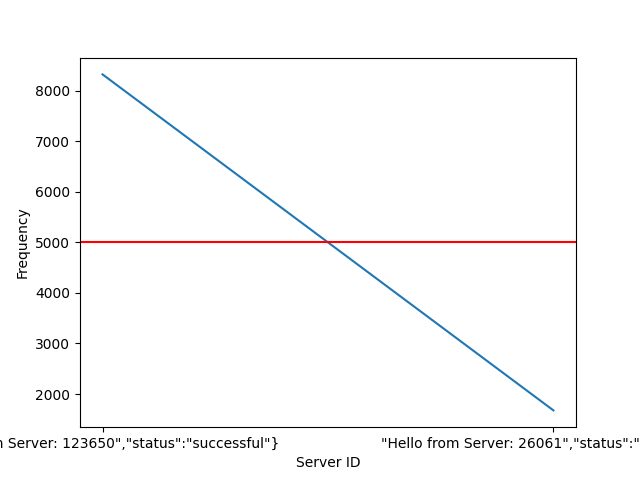 8000
7000
6000
5000
4000
3000
2000
Frequency
Server: 123650","status":"successful"}
"Hello from Server: 26061","status":"
Server ID